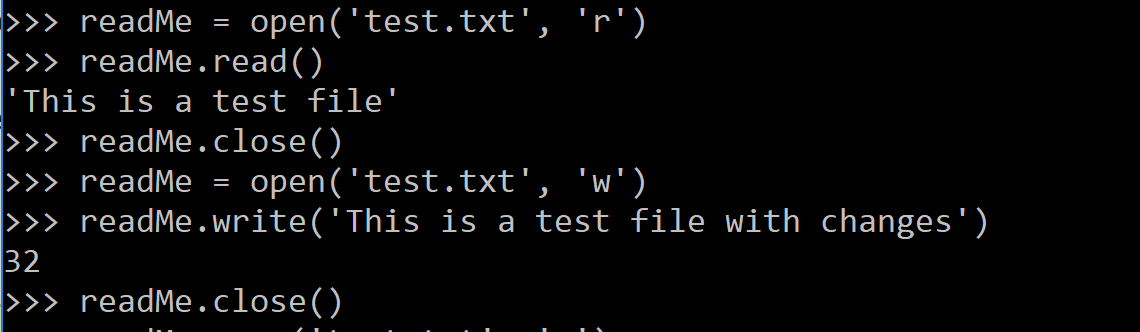 >>> readMe = open('test.txt', 'r')
>>> readMe.read()
'This is a test file'
>>> readMe.close()
>>> readMe = open('test.txt', 'w')
>>> readMe.write('This is a test file with changes')
32
>>> readMe.close()